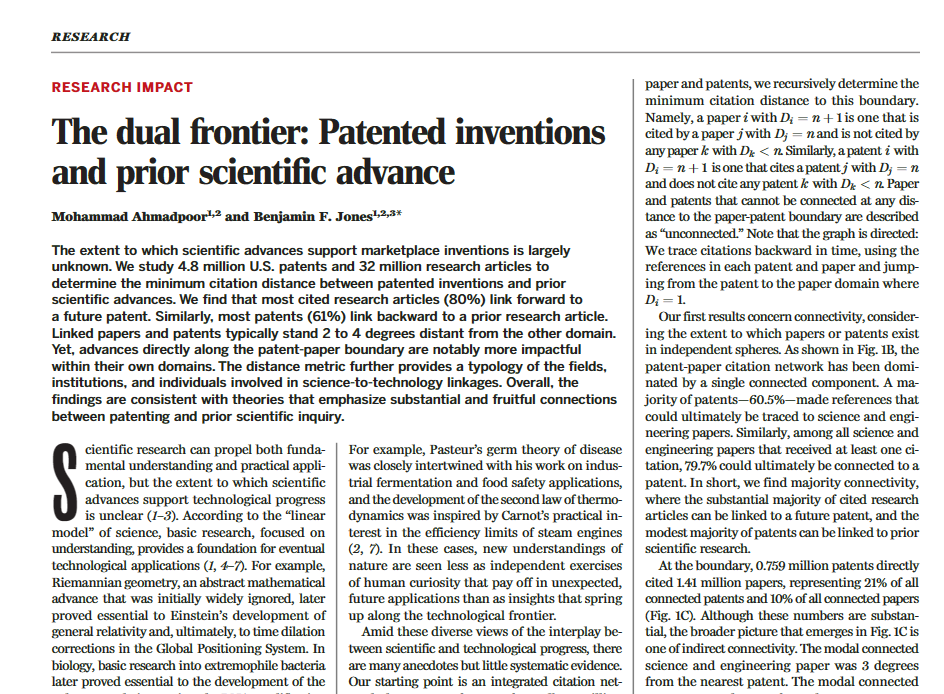 RESEARCH
RESEARCH IMPACT
The dual frontier: Patented inventions
and prior scientific advance
Mohammad Ahmadpoor1,2 and Benjamin F. Jones1,2,3*
The extent to which scientific advances support marketplace inventions is largely
unknown. We study 4.8 million U.S. patents and 32 million research articles to
determine the minimum citation distance between patented inventions and prior
scientific advances. We find that most cited research articles (80%) link forward to
a future patent. Similarly, most patents (61%) link backward to a prior research article.
Linked papers and patents typically stand 2 to 4 degrees distant from the other domain.
Yet, advances directly along the patent-paper boundary are notably more impactful
within their own domains. The distance metric further provides a typology of the fields,
institutions, and individuals involved in science-to-technology linkages. Overall, the
findings are consistent with theories that emphasize substantial and fruitful connections
between patenting and prior scientific inquiry.
Scientific research can propel both funda-
mental understanding and practical appli-
cation, but the extent to which scientific
advances support technological progress
is unclear (1–3). According to the “linear
model” of science, basic research, focused on
understanding, provides a foundation for eventual
technological applications (1, 4–7). For example,
Riemannian geometry, an abstract mathematical
advance that was initially widely ignored, later
proved essential to Einstein’s development of
general relativity and, ultimately, to time dilation
corrections in the Global Positioning System. In
biology, basic research into extremophile bacteria
later proved essential to the development of the
For example, Pasteur’s germ theory of disease
was closely intertwined with his work on indus-
trial fermentation and food safety applications,
and the development of the second law of thermo-
dynamics was inspired by Carnot’s practical in-
terest in the efficiency limits of steam engines
(2, 7). In these cases, new understandings of
nature are seen less as independent exercises
of human curiosity that pay off in unexpected,
future applications than as insights that spring
up along the technological frontier.
Amid these diverse views of the interplay be-
tween scientific and technological progress, there
are many anecdotes but little systematic evidence.
Our starting point is an integrated citation net-
paper and patents, we recursively determine the
minimum citation distance to this boundary.
Namely, a paper i with Di = n + 1 is one that is
cited by a paper j with Dj = n and is not cited by
any paper k with Dk < n. Similarly, a patent i with
Di = n + 1 is one that cites a patent j with Dj = n
and does not cite any patent k with Dk < n. Paper
and patents that cannot be connected at any dis-
tance to the paper-patent boundary are described
as “unconnected.” Note that the graph is directed:
We trace citations backward in time, using the
references in each patent and paper and jump-
ing from the patent to the paper domain where
Di = 1.
Our first results concern connectivity, consider-
ing the extent to which papers or patents exist
in independent spheres. As shown in Fig. 1B, the
patent-paper citation network has been domi-
nated by a single connected component. A ma-
jority of patents—60.5%—made references that
could ultimately be traced to science and engi-
neering papers. Similarly, among all science and
engineering papers that received at least one ci-
tation, 79.7% could ultimately be connected to a
patent. In short, we find majority connectivity,
where the substantial majority of cited research
articles can be linked to a future patent, and the
modest majority of patents can be linked to prior
scientific research.
At the boundary, 0.759 million patents directly
cited 1.41 million papers, representing 21% of all
connected patents and 10% of all connected papers
(Fig. 1C). Although these numbers are substan-
tial, the broader picture that emerges in Fig. 1C is
one of indirect connectivity. The modal connected
science and engineering paper was 3 degrees
from the nearest patent. The modal connected